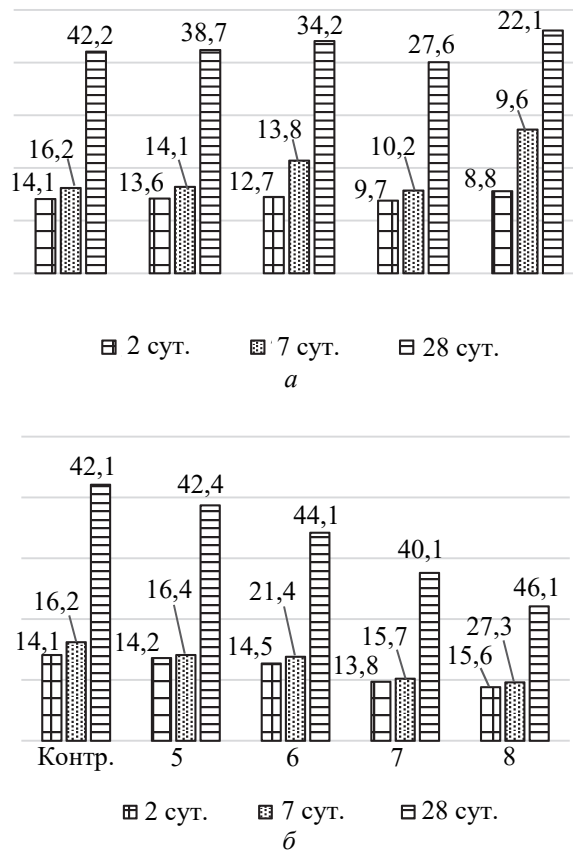 42,2 38,7 34,2 27,6 22,1
16,2 14,1 13,8 10,2 9,6
14,1 13,6 12,7 9,7 8,8
2 сут. 7 сут. 28 сут.
а
42,1 42,4 44,1 40,1 46,1
16,2 16,4 21,4 15,7 27,3
14,1 14,2 14,5 13,8 15,6
Контр. 5 6 7 8
2 сут. 7 сут. 28 сут.
б